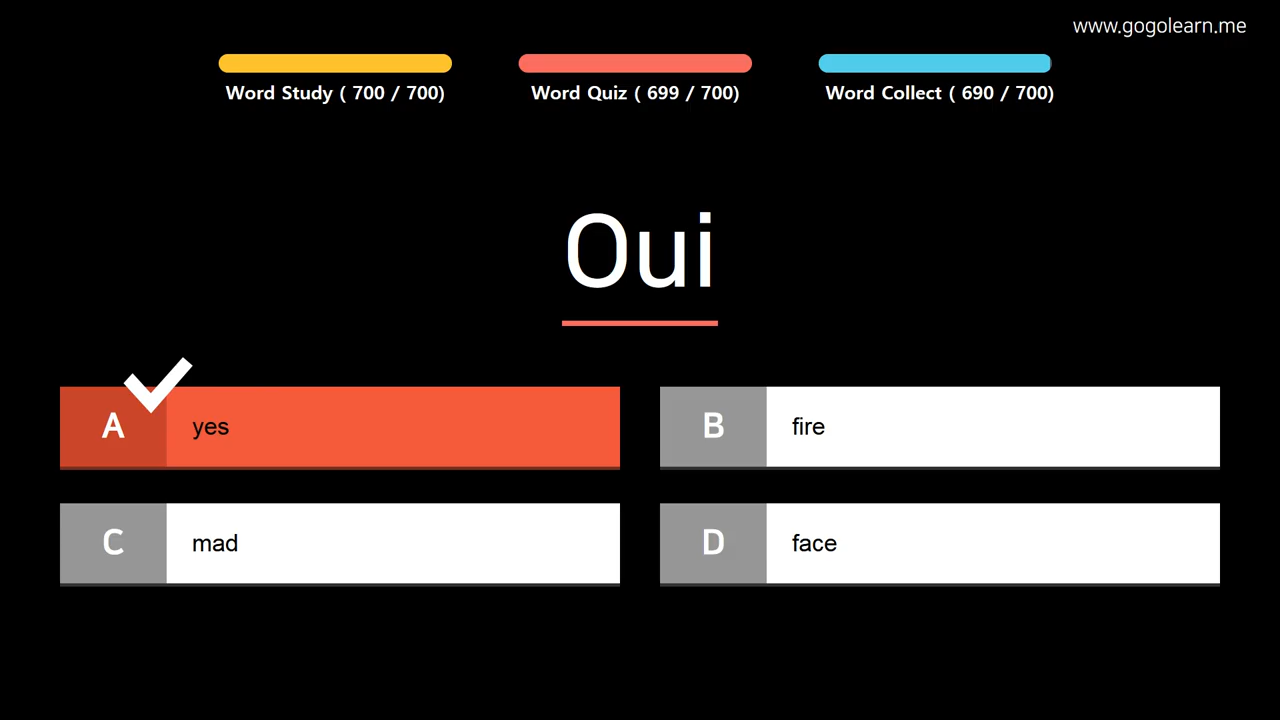 www.gogolearn.me
Word Study ( 700 / 700)
Word Quiz ( 699 / 700)
Word Collect ( 690 / 700)
Oui
A yes
B fire
C mad
D face